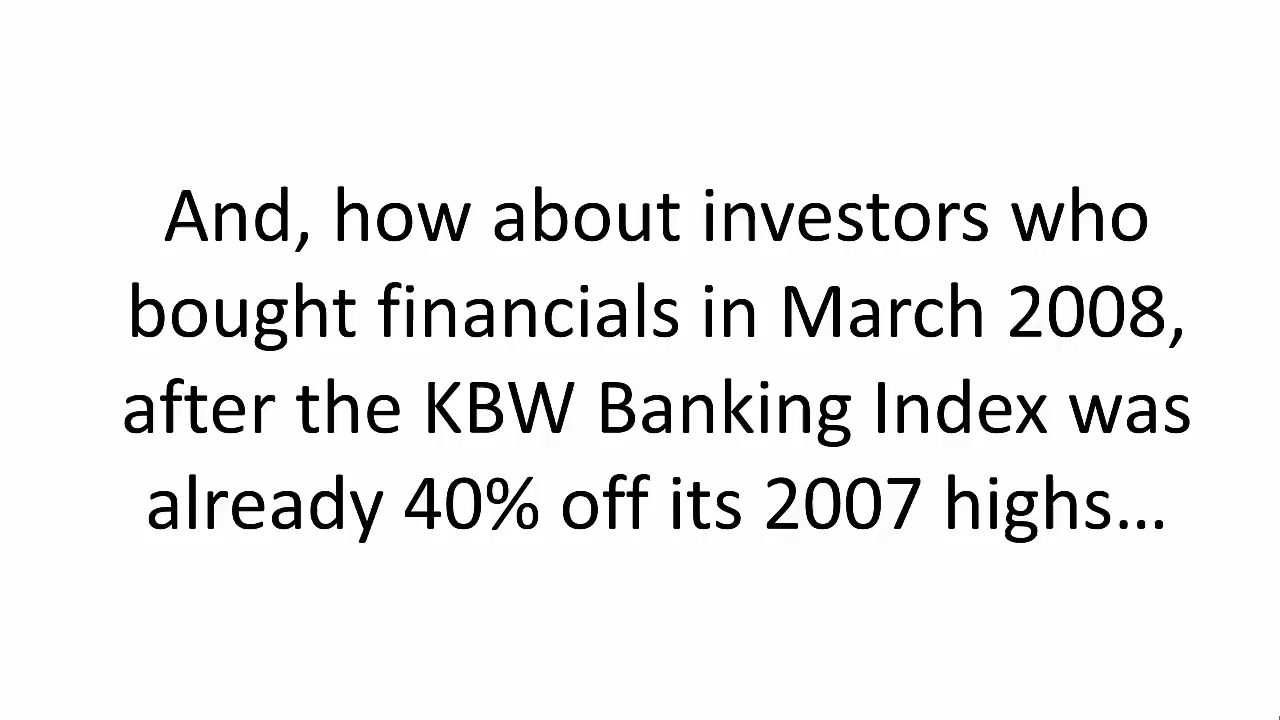 And, how about investors who
bought financials in March 2008,
after the KBW Banking Index was
already 40% off its 2007 highs…